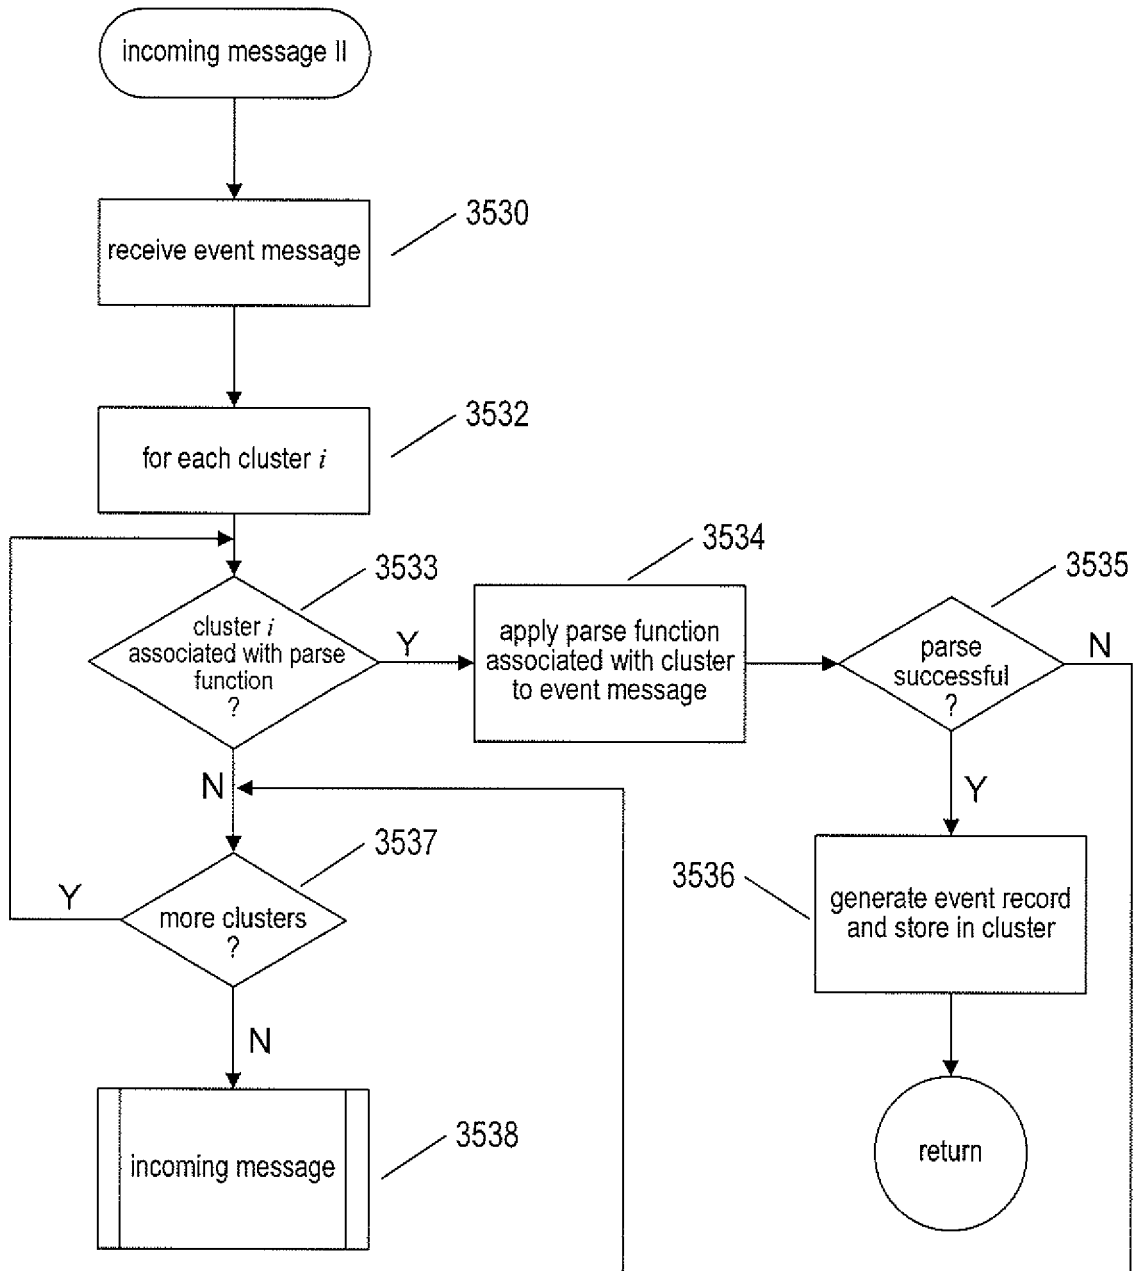 incoming message II
receive event message
3530
for each cluster i
3532
cluster i
associated with parse
function
?
3533
Y
N
apply parse function
associated with cluster
to event message
3534
parse
successful
?
3535
N
Y
generate event record
and store in cluster
3536
return
more clusters
?
3537
Y
N
incoming message
3538